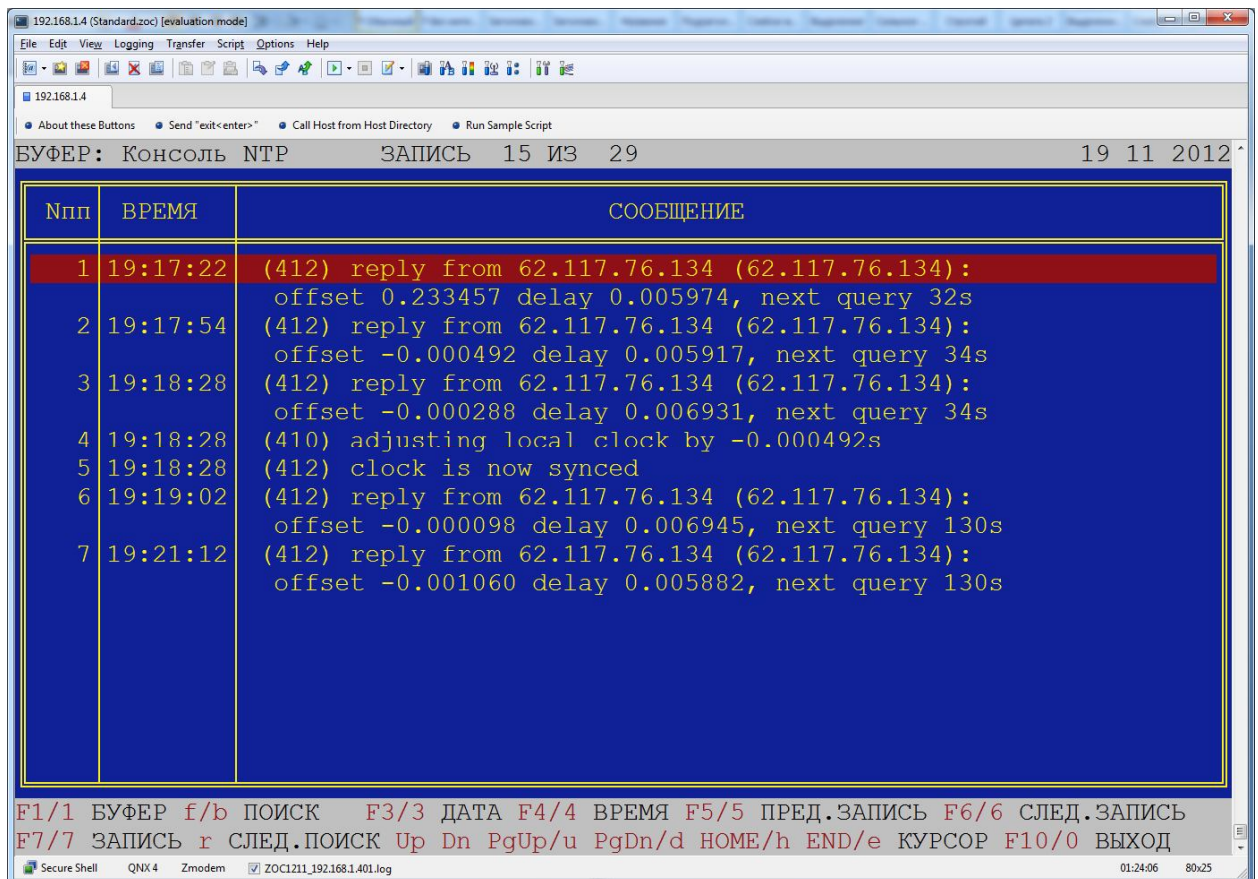 192.168.1.4 (Standard.zoc) [evaluation mode]
File Edit View Logging Transfer Script Options Help
192.168.1.4
About these Buttons Send "exit<enter>" Call Host from Host Directory Run Sample Script
БУФЕР: Консоль NTP ЗАПИСЬ 15 ИЗ 29 19 11 2012
Nпп ВРЕМЯ СООБЩЕНИЕ
1 19:17:22 (412) reply from 62.117.76.134 (62.117.76.134):
offset 0.233457 delay 0.005974, next query 32s
2 19:17:54 (412) reply from 62.117.76.134 (62.117.76.134):
offset -0.000492 delay 0.005917, next query 34s
3 19:18:28 (412) reply from 62.117.76.134 (62.117.76.134):
offset -0.000288 delay 0.006931, next query 34s
4 19:18:28 (410) adjusting local clock by -0.000492s
5 19:18:28 (412) clock is now synced
6 19:19:02 (412) reply from 62.117.76.134 (62.117.76.134):
offset -0.000098 delay 0.006945, next query 130s
7 19:21:12 (412) reply from 62.117.76.134 (62.117.76.134):
offset -0.001060 delay 0.005882, next query 130s
F1/1 БУФЕР f/b ПОИСК F3/3 ДАТА F4/4 ВРЕМЯ F5/5 ПРЕД.ЗАПИСЬ F6/6 СЛЕД.ЗАПИСЬ
F7/7 ЗАПИСЬ r СЛЕД.ПОИСК Up Dn PgUp/u PgDn/d HOME/h END/e КУРСОР F10/0 ВЫХОД
Secure Shell QNX 4 Zmodem ZOC1211_192.168.1.401.log 01:24:06 80x25